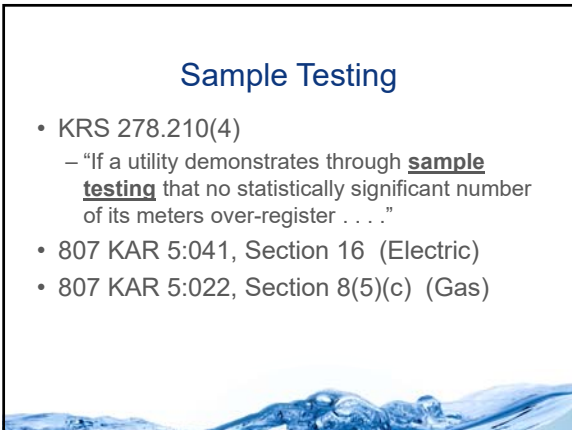 Sample Testing
• KRS 278.210(4)
– “If a utility demonstrates through sample
testing that no statistically significant number
of its meters over-register . . . .”
• 807 KAR 5:041, Section 16  (Electric)
• 807 KAR 5:022, Section 8(5)(c)  (Gas)